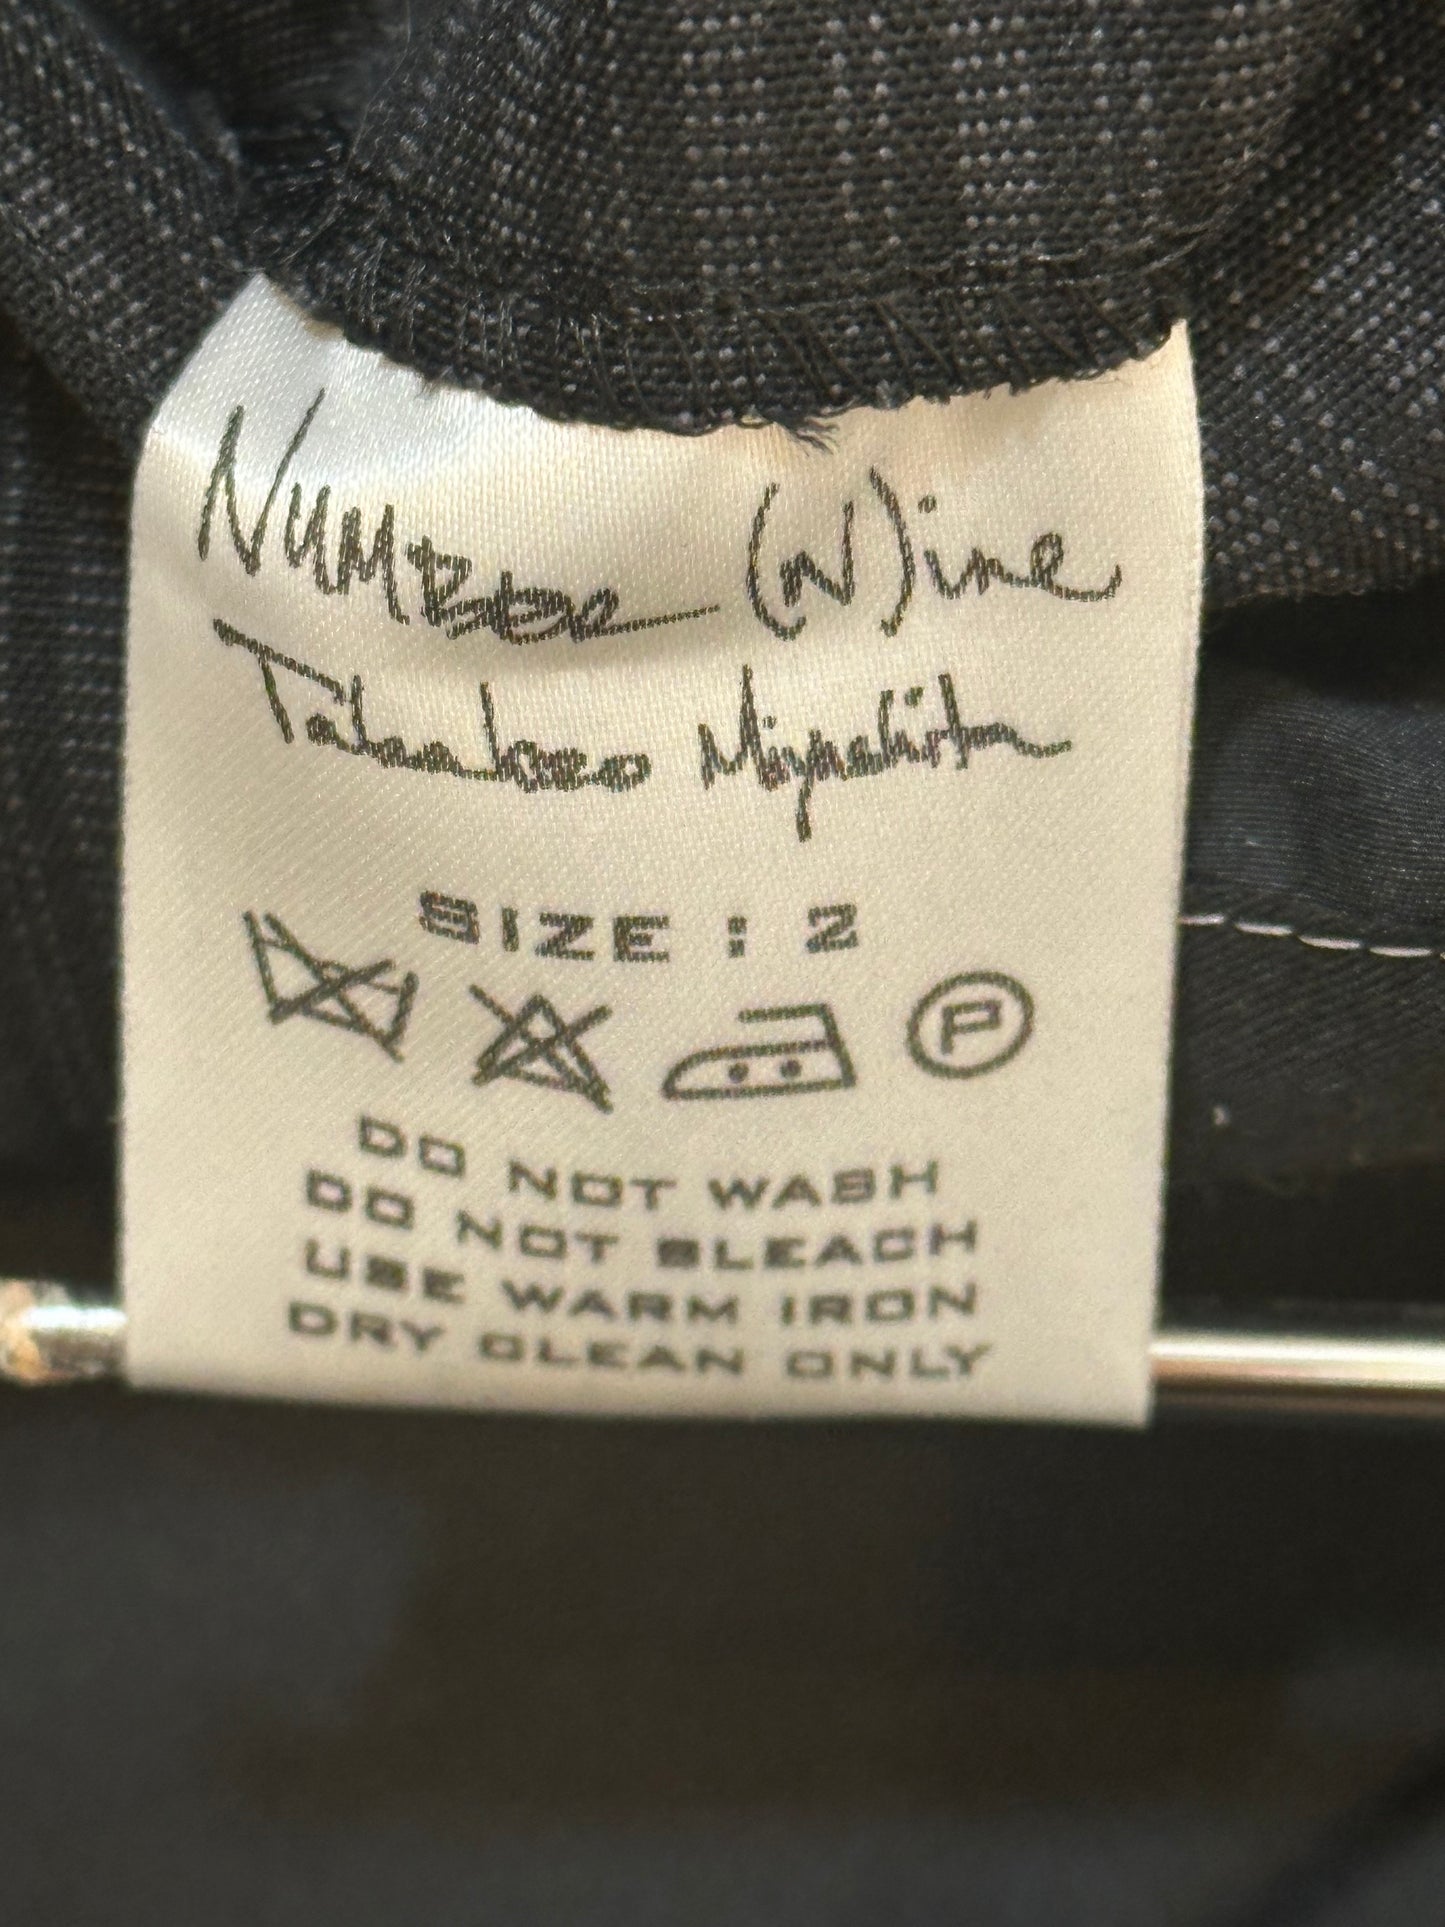 NUMBER (N)ine
Takahiro Miyashita
SIZE : 2
P
DO NOT WASH
DO NOT BLEACH
USE WARM IRON
DRY CLEAN ONLY